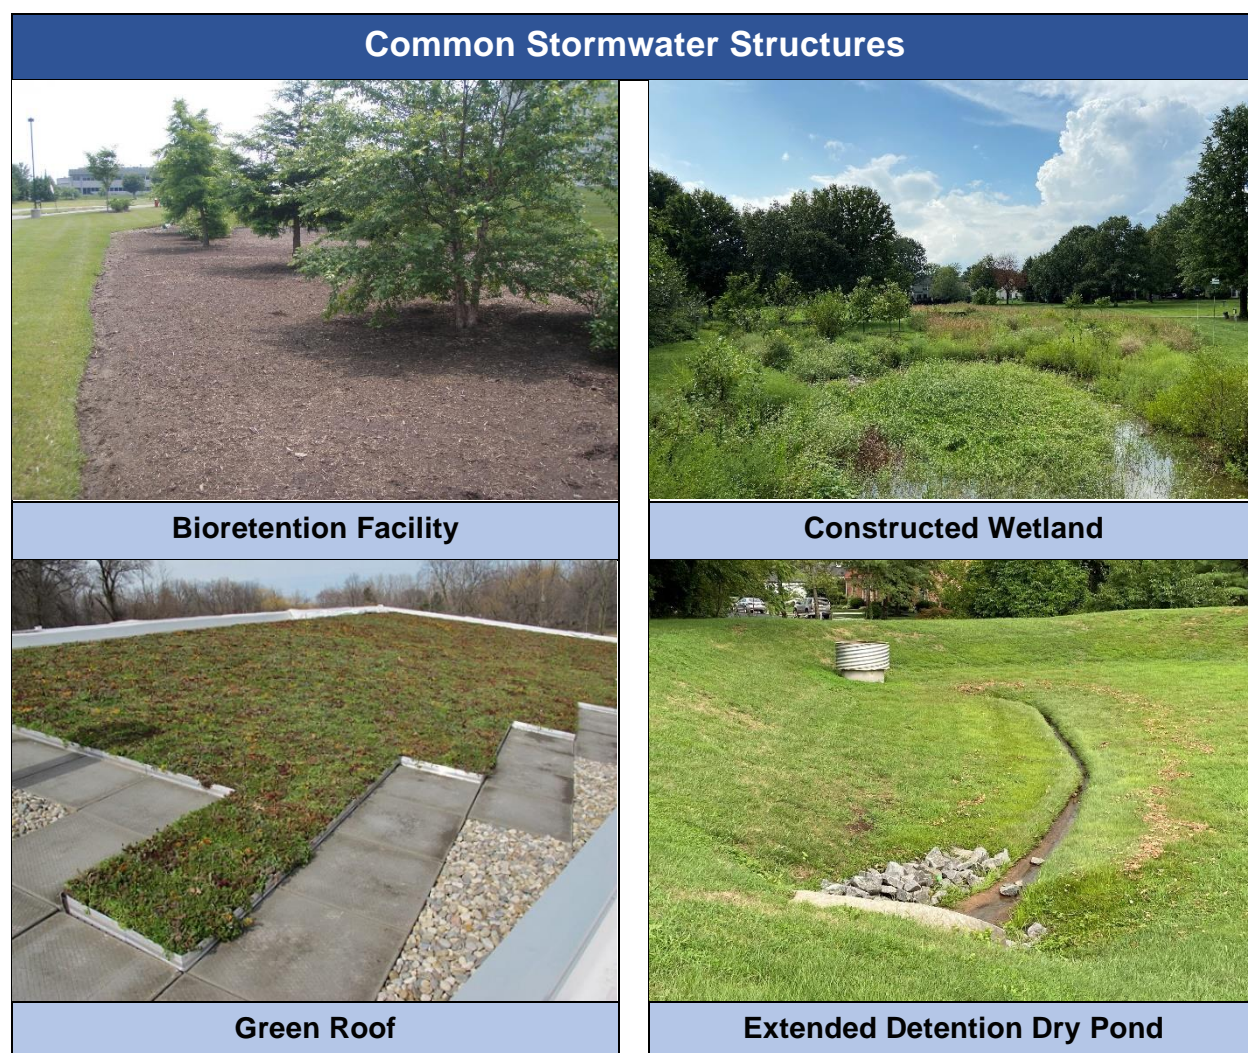 Common Stormwater Structures
Bioretention Facility
Constructed Wetland
Green Roof
Extended Detention Dry Pond